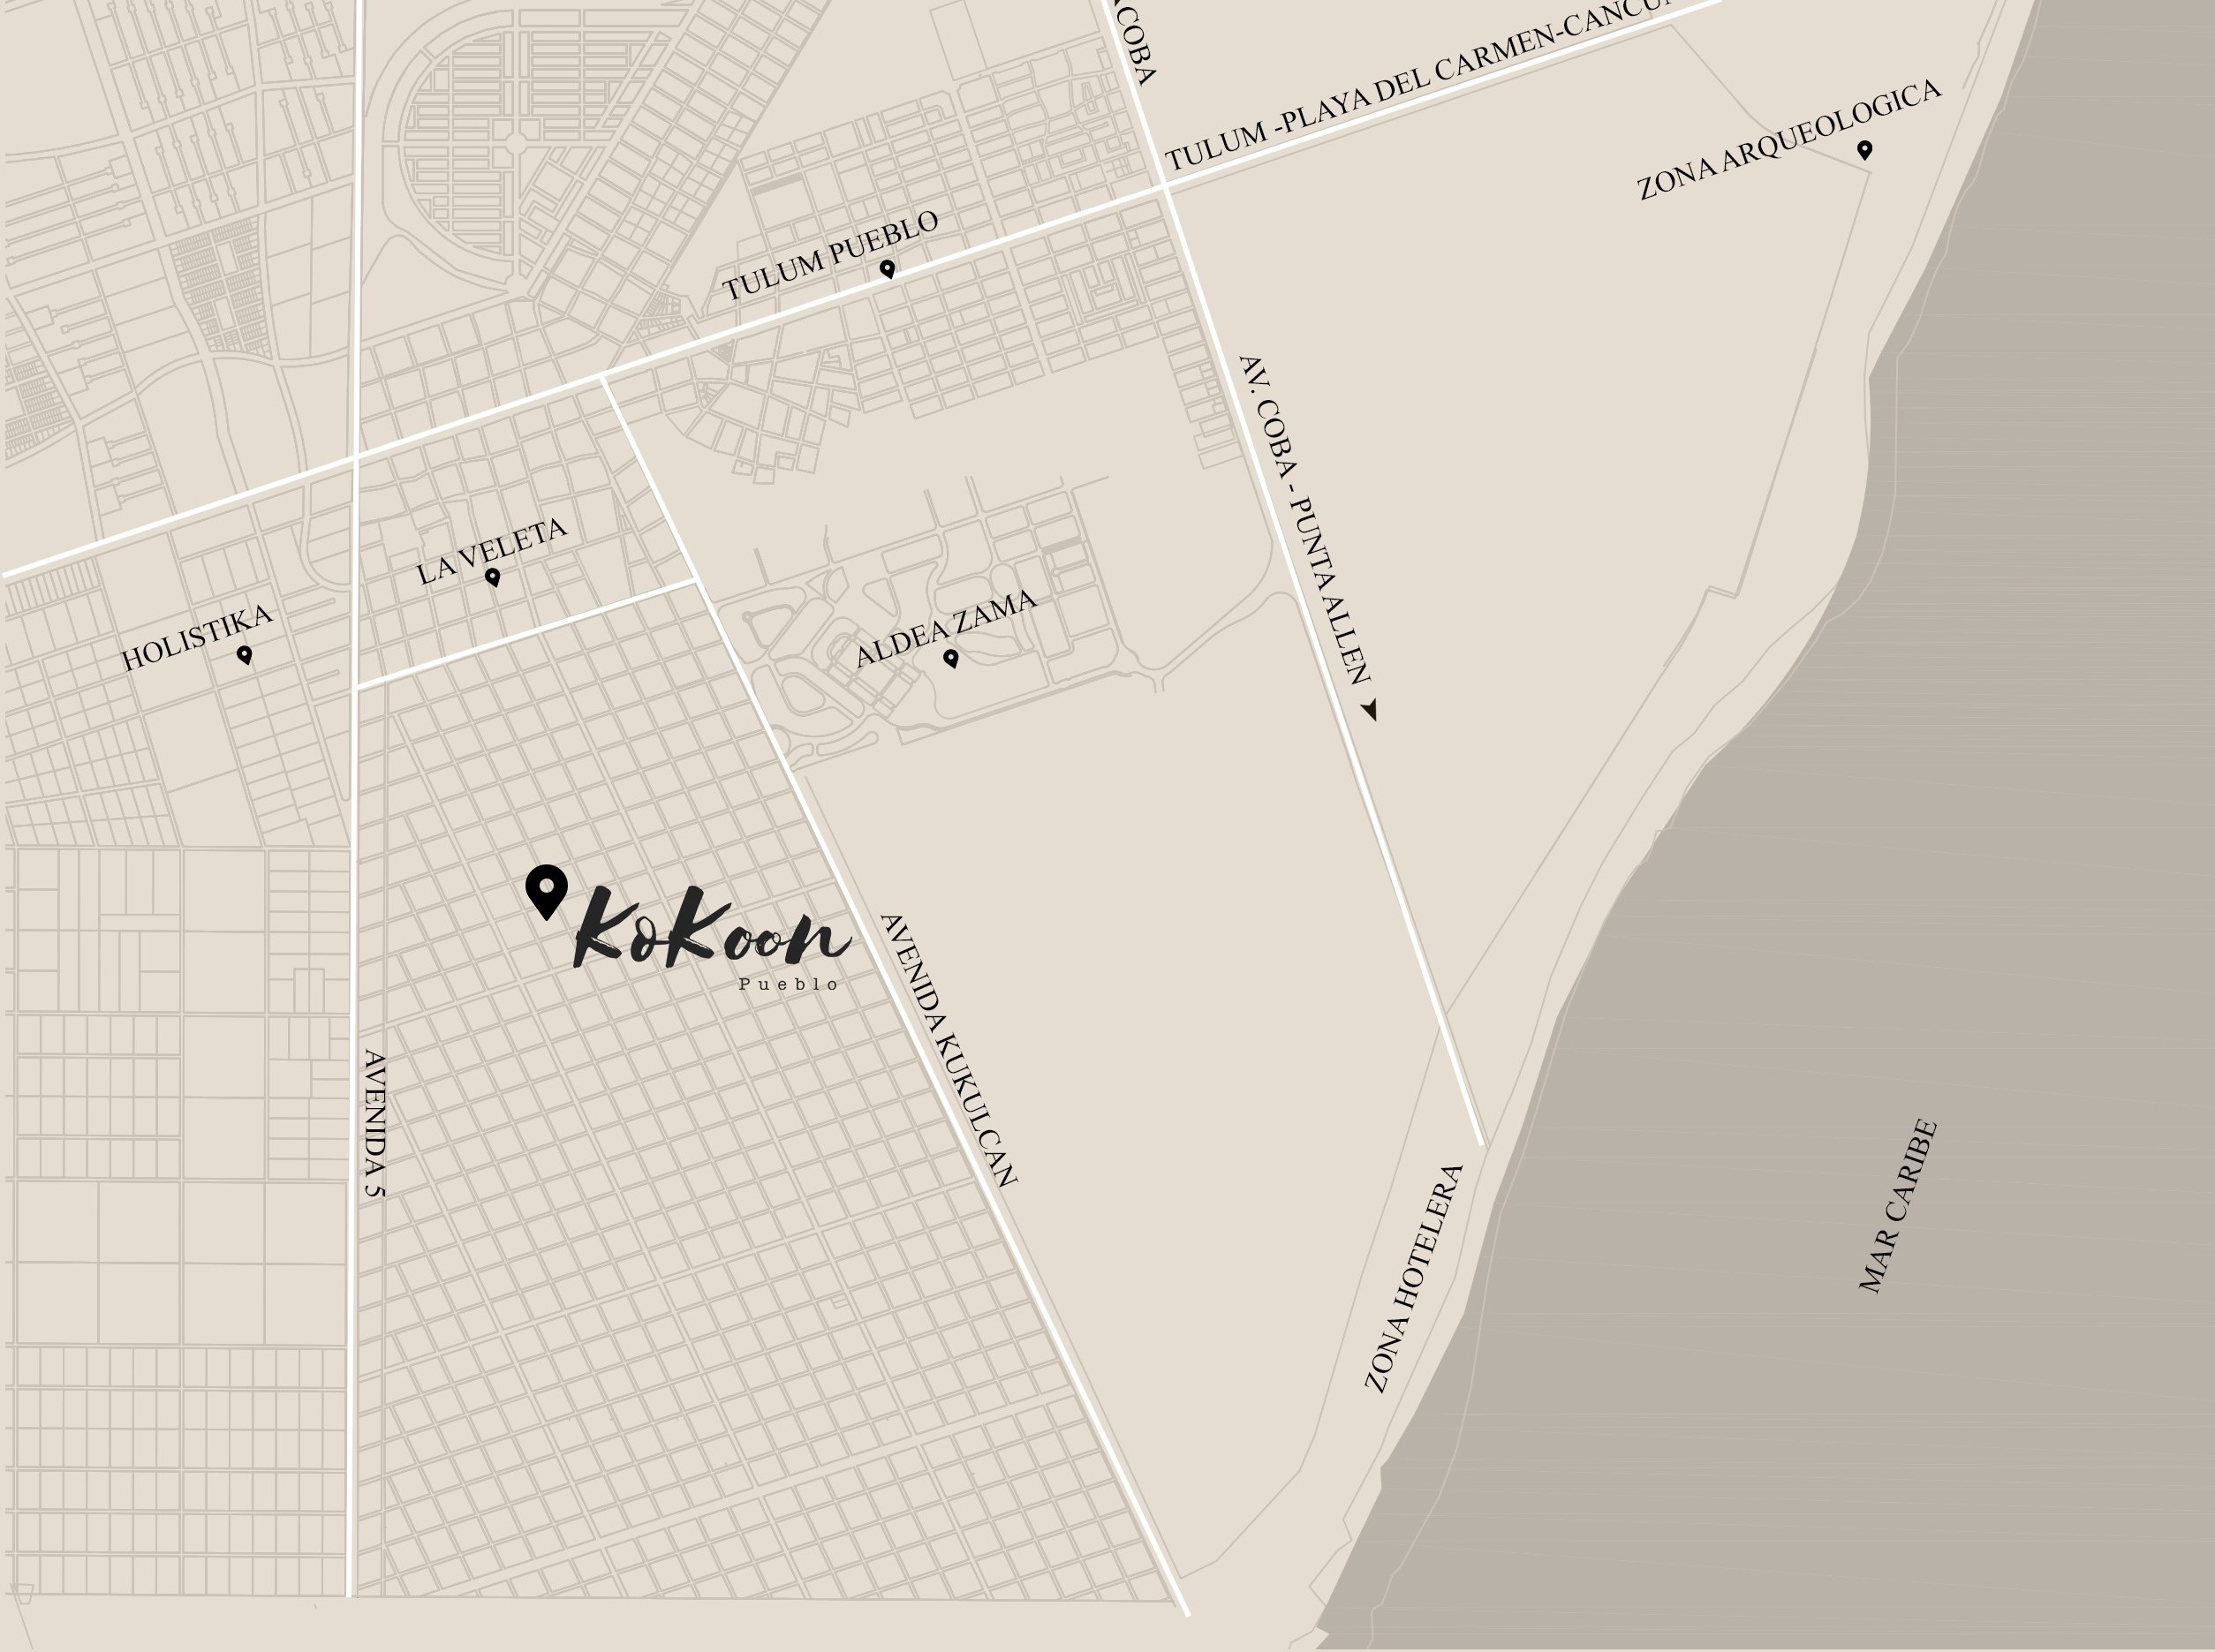 COBA
TULUM -PLAYA DEL CARMEN-CANCUN
ZONA ARQUEOLOGICA
TULUM PUEBLO
AV. COBA - PUNTA ALLEN
LA VELETA
HOLISTIKA
ALDEA ZAMA
KoKoon
Pueblo
AVENIDA KUKULCAN
AVENIDA 5
ZONA HOTELERA
MAR CARIBE